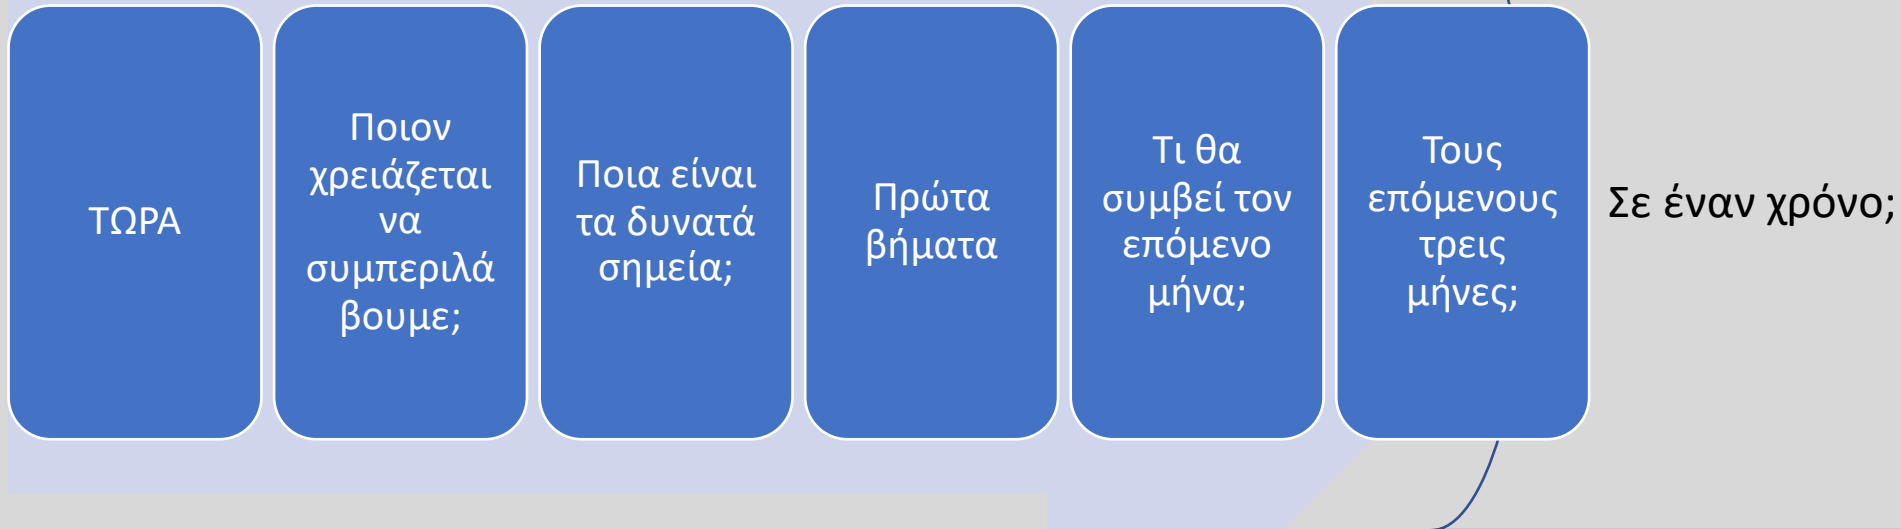 ΤΩΡΑ
Ποιον
χρειάζεται
να
συμπεριλά
βουμε;
Ποια είναι
τα δυνατά
σημεία;
Πρώτα
βήματα
Τι θα
συμβεί τον
επόμενο
μήνα;
Τους
επόμενους
τρεις
μήνες;
Σε έναν χρόνο;